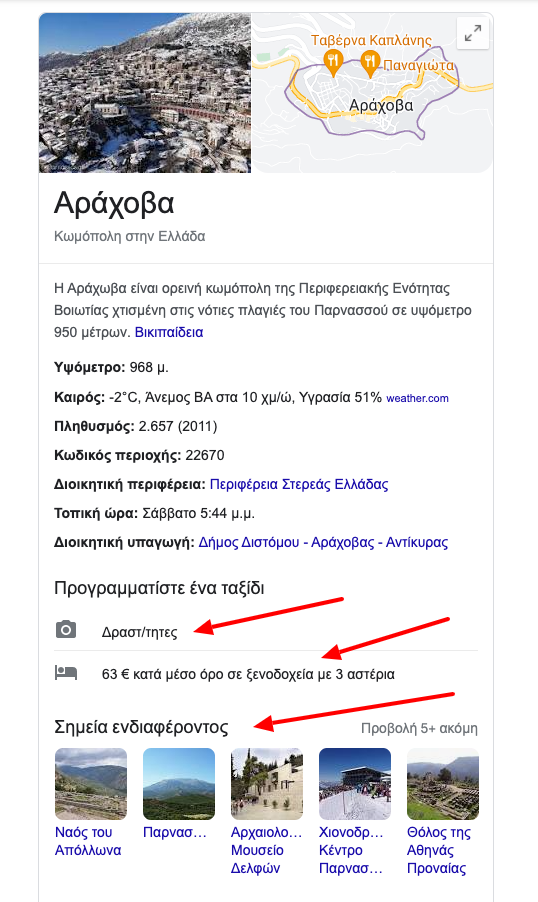 Ταβέρνα Καπλάνης
Παναγιώτα
Αράχοβα
Αράχοβα
Κωμόπολη στην Ελλάδα
Η Αράχωβα είναι ορεινή κωμόπολη της Περιφερειακής Ενότητας
Βοιωτίας χτισμένη στις νότιες πλαγιές του Παρνασσού σε υψόμετρο
950 μέτρων. Βικιπαίδεια
Υψόμετρο: 968 μ.
Καιρός: -2°C, Άνεμος ΒΑ στα 10 χμ/ώ, Υγρασία 51% weather.com
Πληθυσμός: 2.657 (2011)
Κωδικός περιοχής: 22670
Διοικητική περιφέρεια: Περιφέρεια Στερεάς Ελλάδας
Τοπική ώρα: Σάββατο 5:44 μ.μ.
Διοικητική υπαγωγή: Δήμος Διστόμου - Αράχοβας - Αντίκυρας
Προγραμματίστε ένα ταξίδι
Δραστ/τητες
63 € κατά μέσο όρο σε ξενοδοχεία με 3 αστέρια
Σημεία ενδιαφέροντος
Προβολή 5+ ακόμη
Ναός του
Απόλλωνα
Παρνασ…
Αρχαιολο…
Μουσείο
Δελφών
Χιονοδρ…
Κέντρο
Παρνασ…
Θόλος της
Αθηνάς
Προναίας